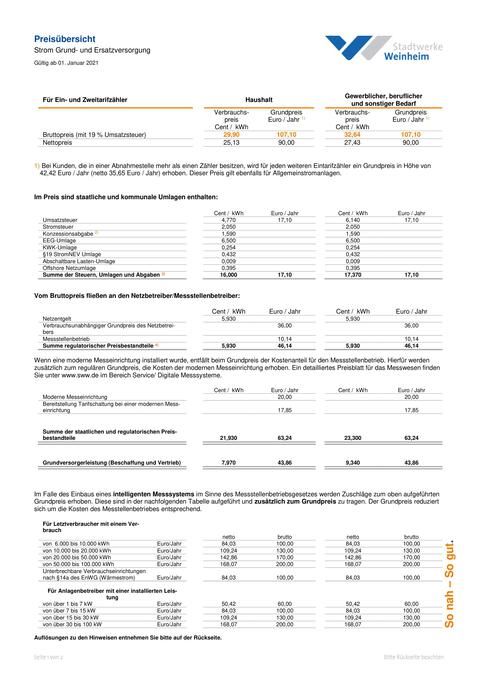 Preisübersicht
Strom Grund- und Ersatzversorgung
Gültig ab 01. Januar 2021
Stadtwerke
Weinheim
Für Ein- und Zweitarifzähler
Haushalt
Gewerblicher, beruflicher
und sonstiger Bedarf
Verbrauchs- Grundpreis Verbrauchs- Grundpreis
preis Euro / Jahr 1) preis Euro / Jahr 1)
Cent / kWh Cent / kWh
Bruttopreis (mit 19 % Umsatzsteuer) 29,90 107,10 32,64 107,10
Nettopreis 25,13 90,00 27,43 90,00
1) Bei Kunden, die in einer Abnahmestelle mehr als einen Zähler besitzen, wird für jeden weiteren Eintarifzähler ein Grundpreis in Höhe von
42,42 Euro / Jahr (netto 35,65 Euro / Jahr) erhoben. Dieser Preis gilt ebenfalls für Allgemeinstromanlagen.
Im Preis sind staatliche und kommunale Umlagen enthalten:
Cent / kWh Euro / Jahr Cent / kWh Euro / Jahr
Umsatzsteuer 4,770 17,10 6,140 17,10
Stromsteuer 2,050 2,050
Konzessionsabgabe 2) 1,590 1,590
EEG-Umlage 6,500 6,500
KWK-Umlage 0,254 0,254
§19 StromNEV Umlage 0,432 0,432
Abschaltbare Lasten-Umlage 0,009 0,009
Offshore Netzumlage 0,395 0,395
Summe der Steuern, Umlagen und Abgaben 3) 16,000 17,10 17,370 17,10
Vom Bruttopreis fließen an den Netzbetreiber/Messstellenbetreiber:
Cent / kWh Euro / Jahr Cent / kWh Euro / Jahr
Netzentgelt 5,930 5,930
Verbrauchsunabhängiger Grundpreis des Netzbetrei- 36,00 36,00
bers
Messstellenbetrieb 10,14 10,14
Summe regulatorischer Preisbestandteile 4) 5,930 46,14 5,930 46,14
Wenn eine moderne Messeinrichtung installiert wurde, entfällt beim Grundpreis der Kostenanteil für den Messstellenbetrieb. Hierfür werden
zusätzlich zum regulären Grundpreis, die Kosten der modernen Messeinrichtung erhoben. Ein detailliertes Preisblatt für das Messwesen finden
Sie unter www.sww.de im Bereich Service/ Digitale Messsysteme.
Cent / kWh Euro / Jahr Cent / kWh Euro / Jahr
Moderne Messeinrichtung 20,00 20,00
Bereitstellung Tarifschaltung bei einer modernen Mess-
einrichtung 17,85 17,85
Summe der staatlichen und regulatorischen Preis-
bestandteile 21,930 63,24 23,300 63,24
Grundversorgerleistung (Beschaffung und Vertrieb) 7,970 43,86 9,340 43,86
Im Falle des Einbaus eines intelligenten Messsystems im Sinne des Messstellenbetriebsgesetzes werden Zuschläge zum oben aufgeführten
Grundpreis erhoben. Diese sind in der nachfolgenden Tabelle aufgeführt und zusätzlich zum Grundpreis zu tragen. Der Grundpreis reduziert
sich um die Kosten des Messstellenbetriebes entsprechend.
Für Letztverbraucher mit einem Ver-
brauch
netto brutto netto brutto
von 6.000 bis 10.000 kWh Euro/Jahr 84,03 100,00 84,03 100,00
von 10.000 bis 20.000 kWh Euro/Jahr 109,24 130,00 109,24 130,00
von 20.000 bis 50.000 kWh Euro/Jahr 142,86 170,00 142,86 170,00
von 50.000 bis 100.000 kWh Euro/Jahr 168,07 200,00 168,07 200,00
Unterbrechbare Verbrauchseinrichtungen
nach §14a des EnWG (Wärmestrom) Euro/Jahr 84,03 100,00 84,03 100,00
Für Anlagenbetreiber mit einer installierten Leis-
tung
von über 1 bis 7 kW Euro/Jahr 50,42 60,00 50,42 60,00
von über 7 bis 15 kW Euro/Jahr 84,03 100,00 84,03 100,00
von über 15 bis 30 kW Euro/Jahr 109,24 130,00 109,24 130,00
von über 30 bis 100 kW Euro/Jahr 168,07 200,00 168,07 200,00
Auflösungen zu den Hinweisen entnehmen Sie bitte auf der Rückseite.
So nah – So gut.
Seite 1 von 2 Bitte Rückseite beachten